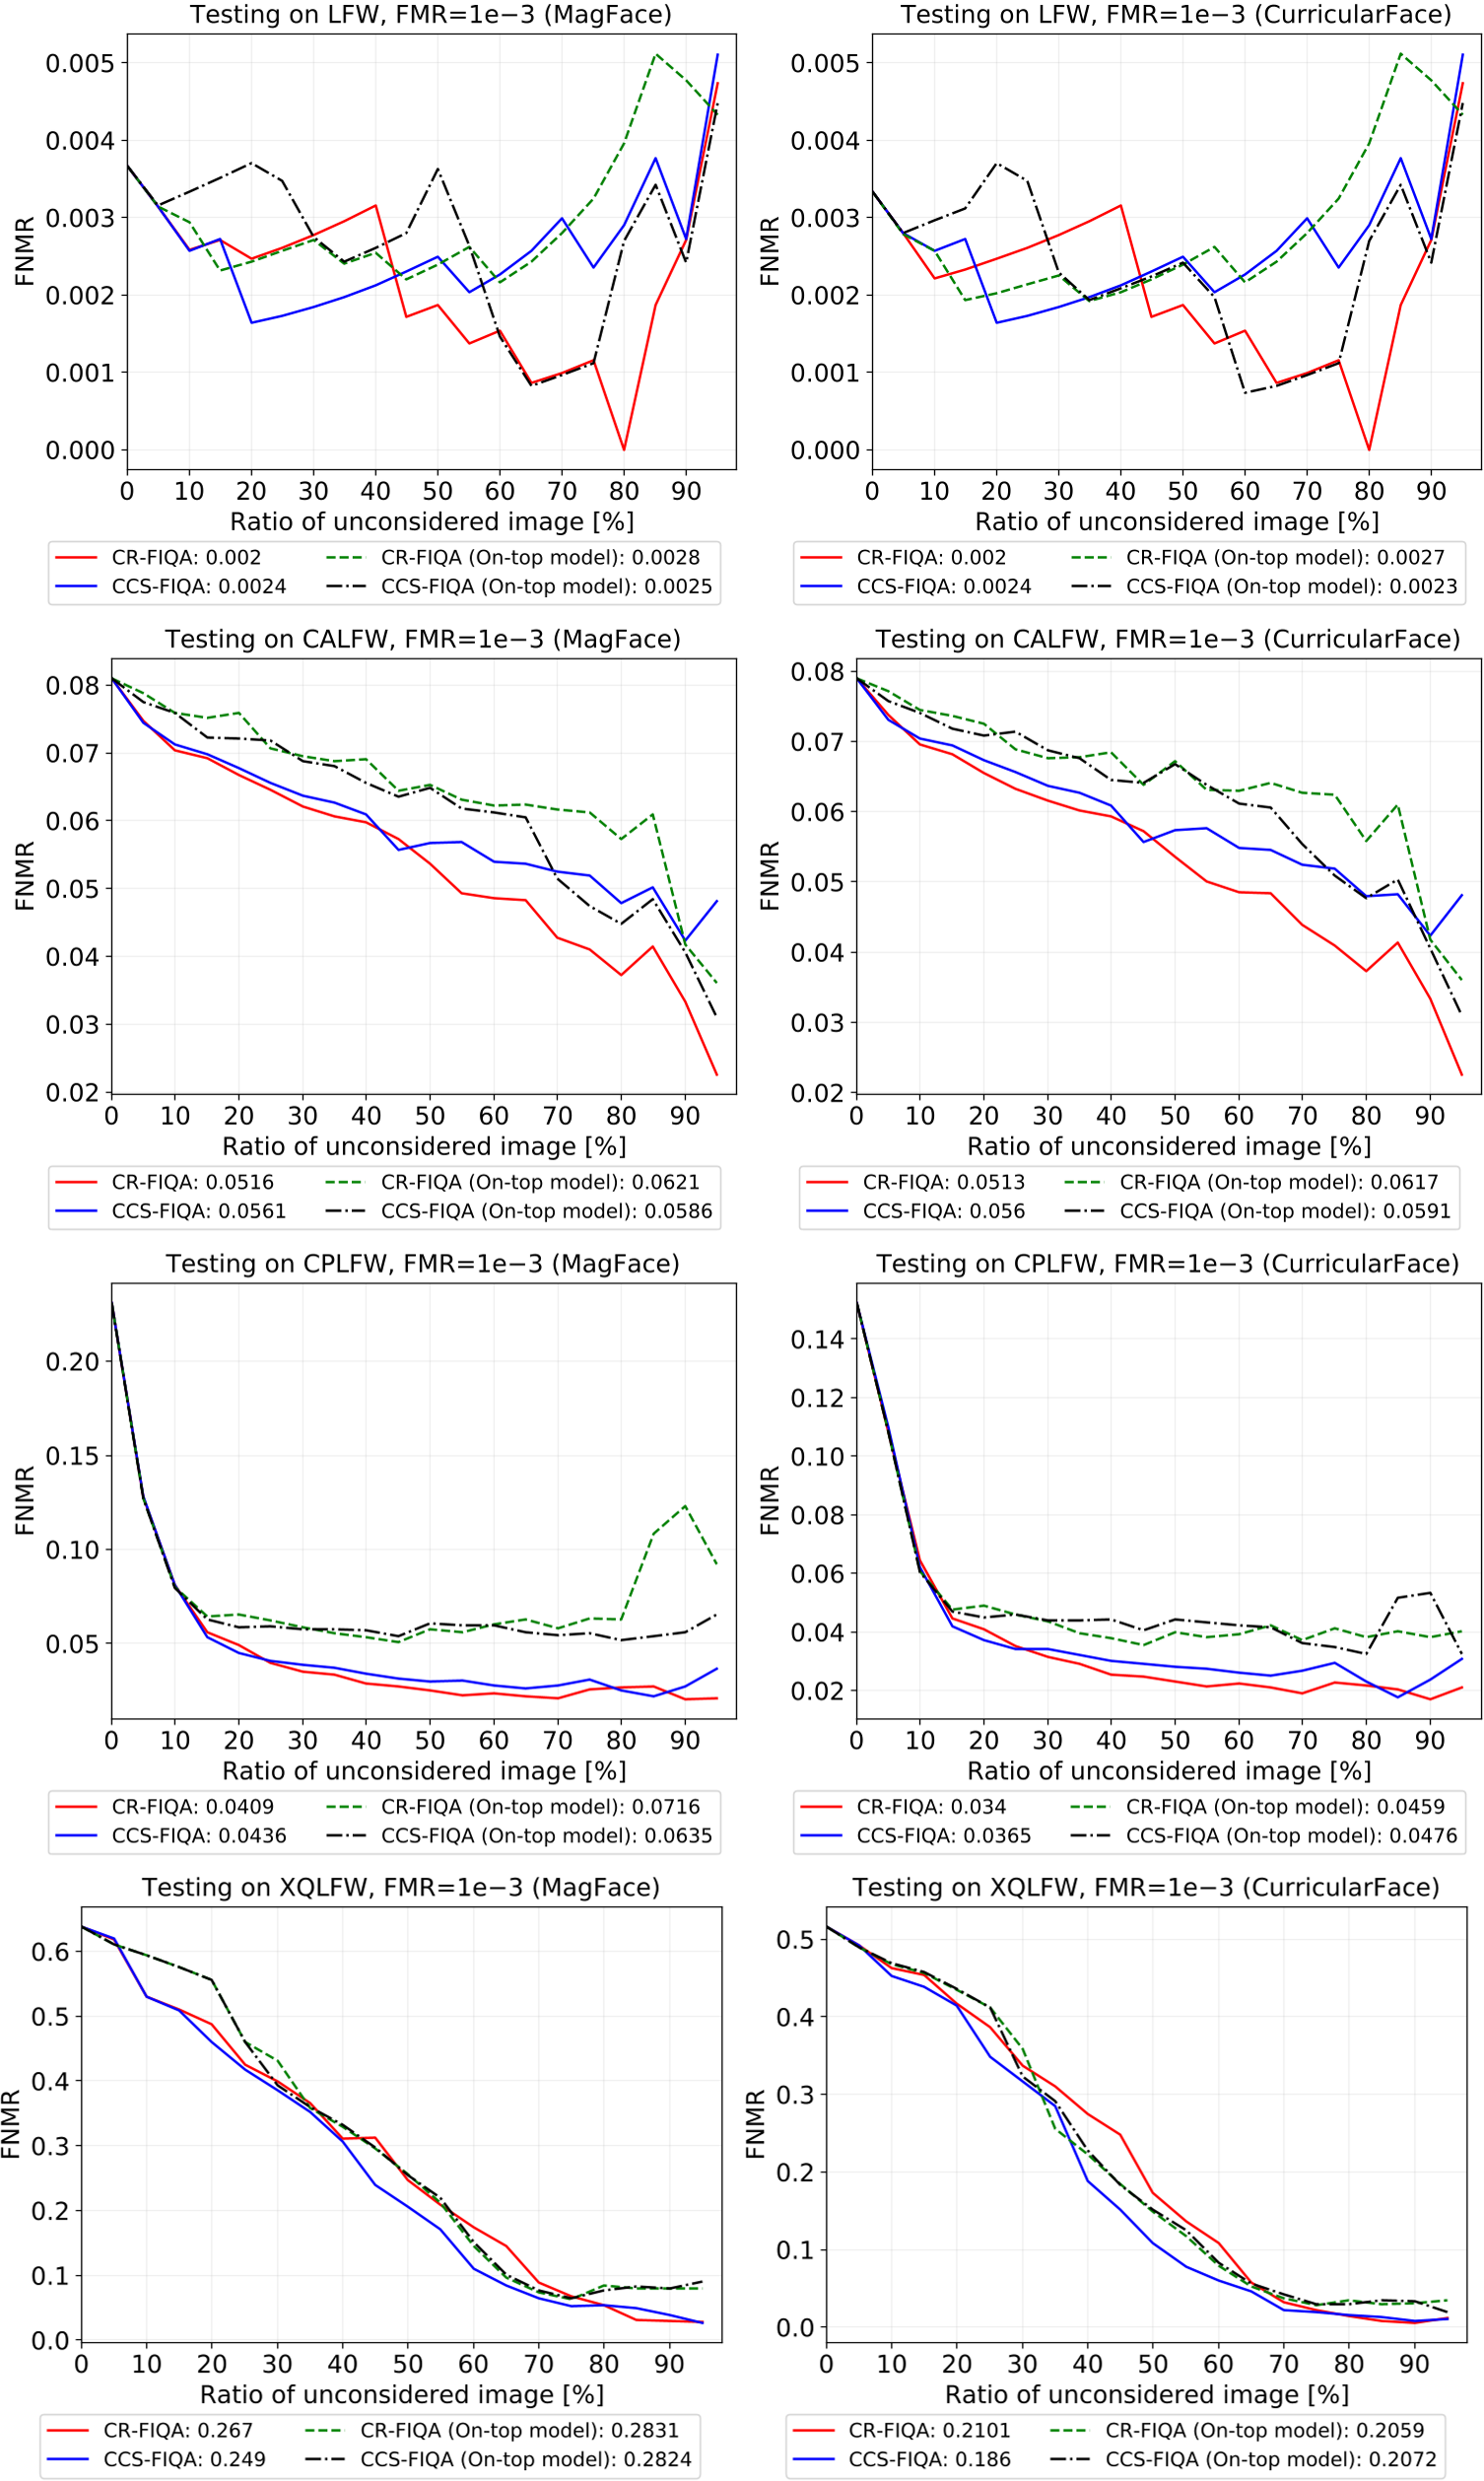 Testing on LFW, FMR=1e−3 (MagFace)
FNMR
0.005
0.004
0.003
0.002
0.001
0.000
0 10 20 30 40 50 60 70 80 90
Ratio of unconsidered image [%]
CR-FIQA: 0.002
CCS-FIQA: 0.0024
CR-FIQA (On-top model): 0.0028
CCS-FIQA (On-top model): 0.0025
Testing on LFW, FMR=1e−3 (CurricularFace)
FNMR
0.005
0.004
0.003
0.002
0.001
0.000
0 10 20 30 40 50 60 70 80 90
Ratio of unconsidered image [%]
CR-FIQA: 0.002
CCS-FIQA: 0.0024
CR-FIQA (On-top model): 0.0027
CCS-FIQA (On-top model): 0.0023
Testing on CALFW, FMR=1e−3 (MagFace)
FNMR
0.08
0.07
0.06
0.05
0.04
0.03
0.02
0 10 20 30 40 50 60 70 80 90
Ratio of unconsidered image [%]
CR-FIQA: 0.0516
CCS-FIQA: 0.0561
CR-FIQA (On-top model): 0.0621
CCS-FIQA (On-top model): 0.0586
Testing on CALFW, FMR=1e−3 (CurricularFace)
FNMR
0.08
0.07
0.06
0.05
0.04
0.03
0.02
0 10 20 30 40 50 60 70 80 90
Ratio of unconsidered image [%]
CR-FIQA: 0.0513
CCS-FIQA: 0.056
CR-FIQA (On-top model): 0.0617
CCS-FIQA (On-top model): 0.0591
Testing on CPLFW, FMR=1e−3 (MagFace)
FNMR
0.20
0.15
0.10
0.05
0 10 20 30 40 50 60 70 80 90
Ratio of unconsidered image [%]
CR-FIQA: 0.0409
CCS-FIQA: 0.0436
CR-FIQA (On-top model): 0.0716
CCS-FIQA (On-top model): 0.0635
Testing on CPLFW, FMR=1e−3 (CurricularFace)
FNMR
0.14
0.12
0.10
0.08
0.06
0.04
0.02
0 10 20 30 40 50 60 70 80 90
Ratio of unconsidered image [%]
CR-FIQA: 0.034
CCS-FIQA: 0.0365
CR-FIQA (On-top model): 0.0459
CCS-FIQA (On-top model): 0.0476
Testing on XQLFW, FMR=1e−3 (MagFace)
FNMR
0.6
0.5
0.4
0.3
0.2
0.1
0.0
0 10 20 30 40 50 60 70 80 90
Ratio of unconsidered image [%]
CR-FIQA: 0.267
CCS-FIQA: 0.249
CR-FIQA (On-top model): 0.2831
CCS-FIQA (On-top model): 0.2824
Testing on XQLFW, FMR=1e−3 (CurricularFace)
FNMR
0.5
0.4
0.3
0.2
0.1
0.0
0 10 20 30 40 50 60 70 80 90
Ratio of unconsidered image [%]
CR-FIQA: 0.2101
CCS-FIQA: 0.186
CR-FIQA (On-top model): 0.2059
CCS-FIQA (On-top model): 0.2072